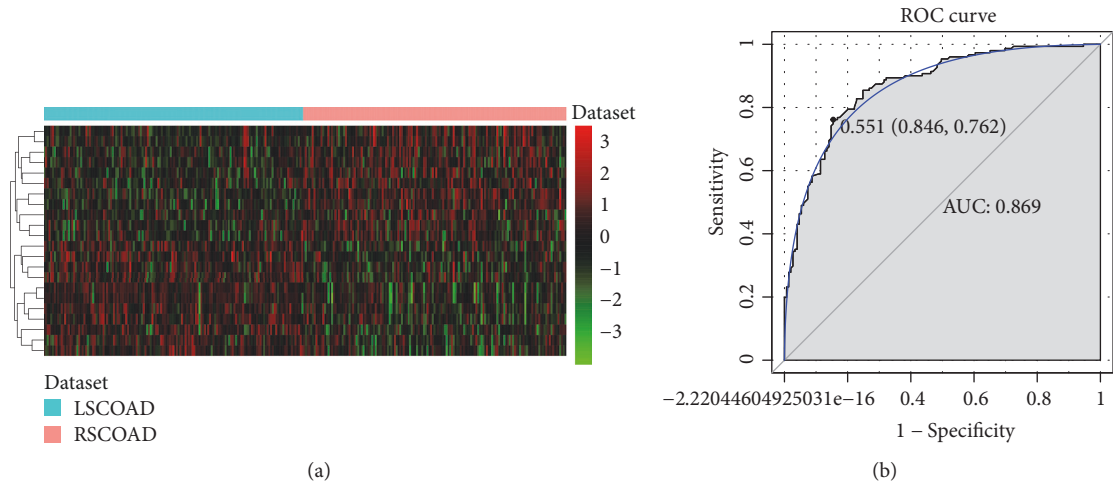 Dataset
3
2
1
0
−1
−2
−3
Dataset
LSCOAD
RSCOAD
(a)
ROC curve
1
0.8
0.6
0.4
0.2
0
Sensitivity
0.551 (0.846, 0.762)
AUC: 0.869
−2.22044604925031e−16 0.4 0.6 0.8 1
1 − Specificity
(b)